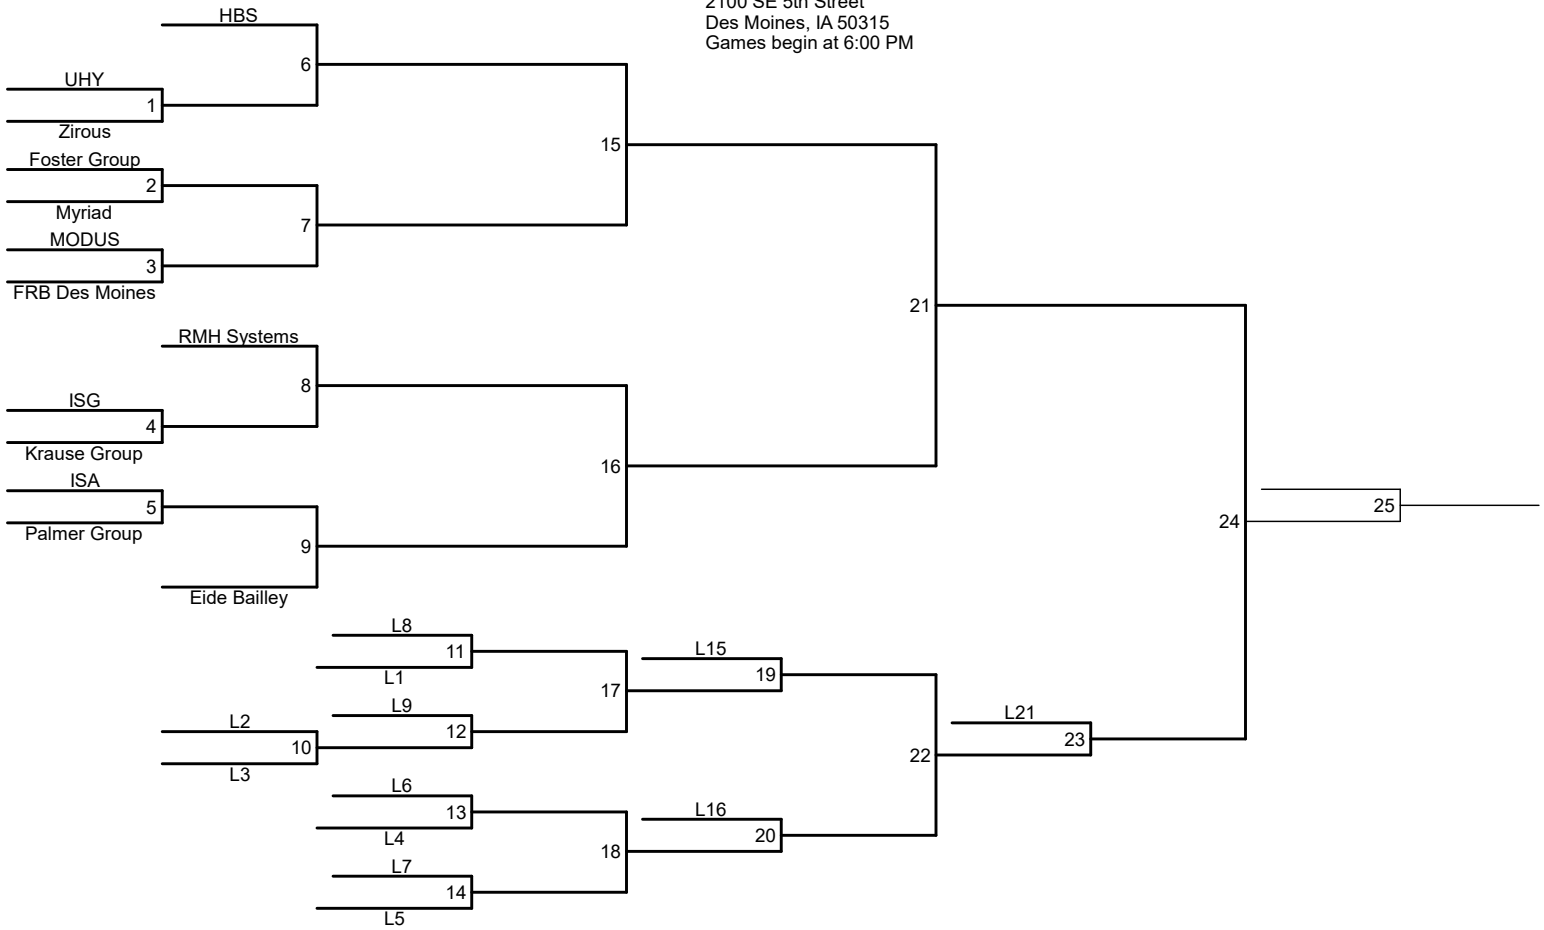 2100 SE 5th Street
Des Moines, IA 50315
Games begin at 6:00 PM
HBS
6
UHY
1
Zirous
Foster Group
2
Myriad
MODUS
3
FRB Des Moines
7
15
RMH Systems
8
ISG
4
Krause Group
ISA
5
Palmer Group
9
Eide Bailley
16
21
24
25
L8
11
L1
L9
12
L2
10
L3
17
L15
19
L6
13
L4
L7
14
L5
18
L16
20
22
L21
23